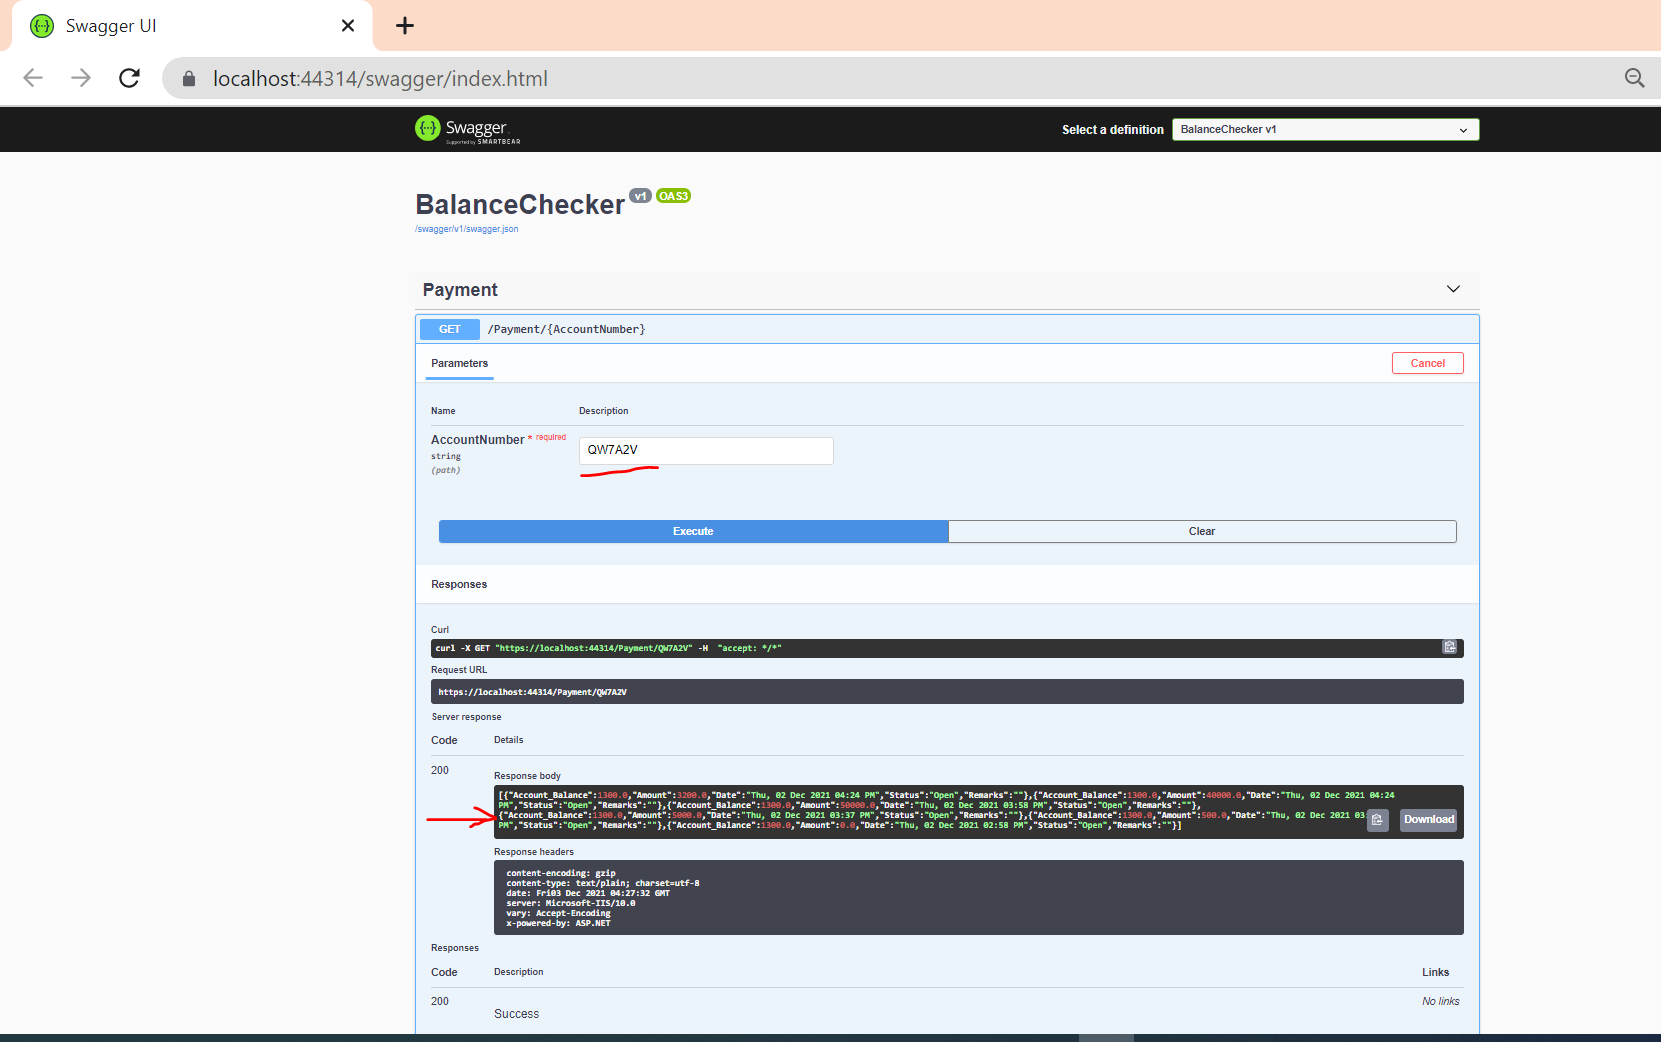 Swagger UI
localhost:44314/swagger/index.html
Swagger.
Supported by SMARTBEAR
Select a definition
BalanceChecker v1
BalanceChecker v1 OAS3
/swagger/v1/swagger.json
Payment
GET /Payment/{AccountNumber}
Parameters
Cancel
Name Description
AccountNumber * required
string
(path)
QW7A2V
Execute
Clear
Responses
Curl
curl -X GET "https://localhost:44314/Payment/QW7A2V" -H  "accept: */*"
Request URL
https://localhost:44314/Payment/QW7A2V
Server response
Code Details
200
Response body
[{"Account_Balance":1300.0,"Amount":3200.0,"Date":"Thu, 02 Dec 2021 04:24 PM","Status":"Open","Remarks":""},{"Account_Balance":1300.0,"Amount":40000.0,"Date":"Thu, 02 Dec 2021 04:24
PM","Status":"Open","Remarks":""},{"Account_Balance":1300.0,"Amount":50000.0,"Date":"Thu, 02 Dec 2021 03:58 PM","Status":"Open","Remarks":""},
{"Account_Balance":1300.0,"Amount":5000.0,"Date":"Thu, 02 Dec 2021 03:37 PM","Status":"Open","Remarks":""},{"Account_Balance":1300.0,"Amount":500.0,"Date":"Thu, 02 Dec 2021 03:
PM","Status":"Open","Remarks":""},{"Account_Balance":1300.0,"Amount":0.0,"Date":"Thu, 02 Dec 2021 02:58 PM","Status":"Open","Remarks":""}]
Download
Response headers
content-encoding: gzip
content-type: text/plain; charset=utf-8
date: Fri03 Dec 2021 04:27:32 GMT
server: Microsoft-IIS/10.0
vary: Accept-Encoding
x-powered-by: ASP.NET
Responses
Code Description Links
200
Success
No links